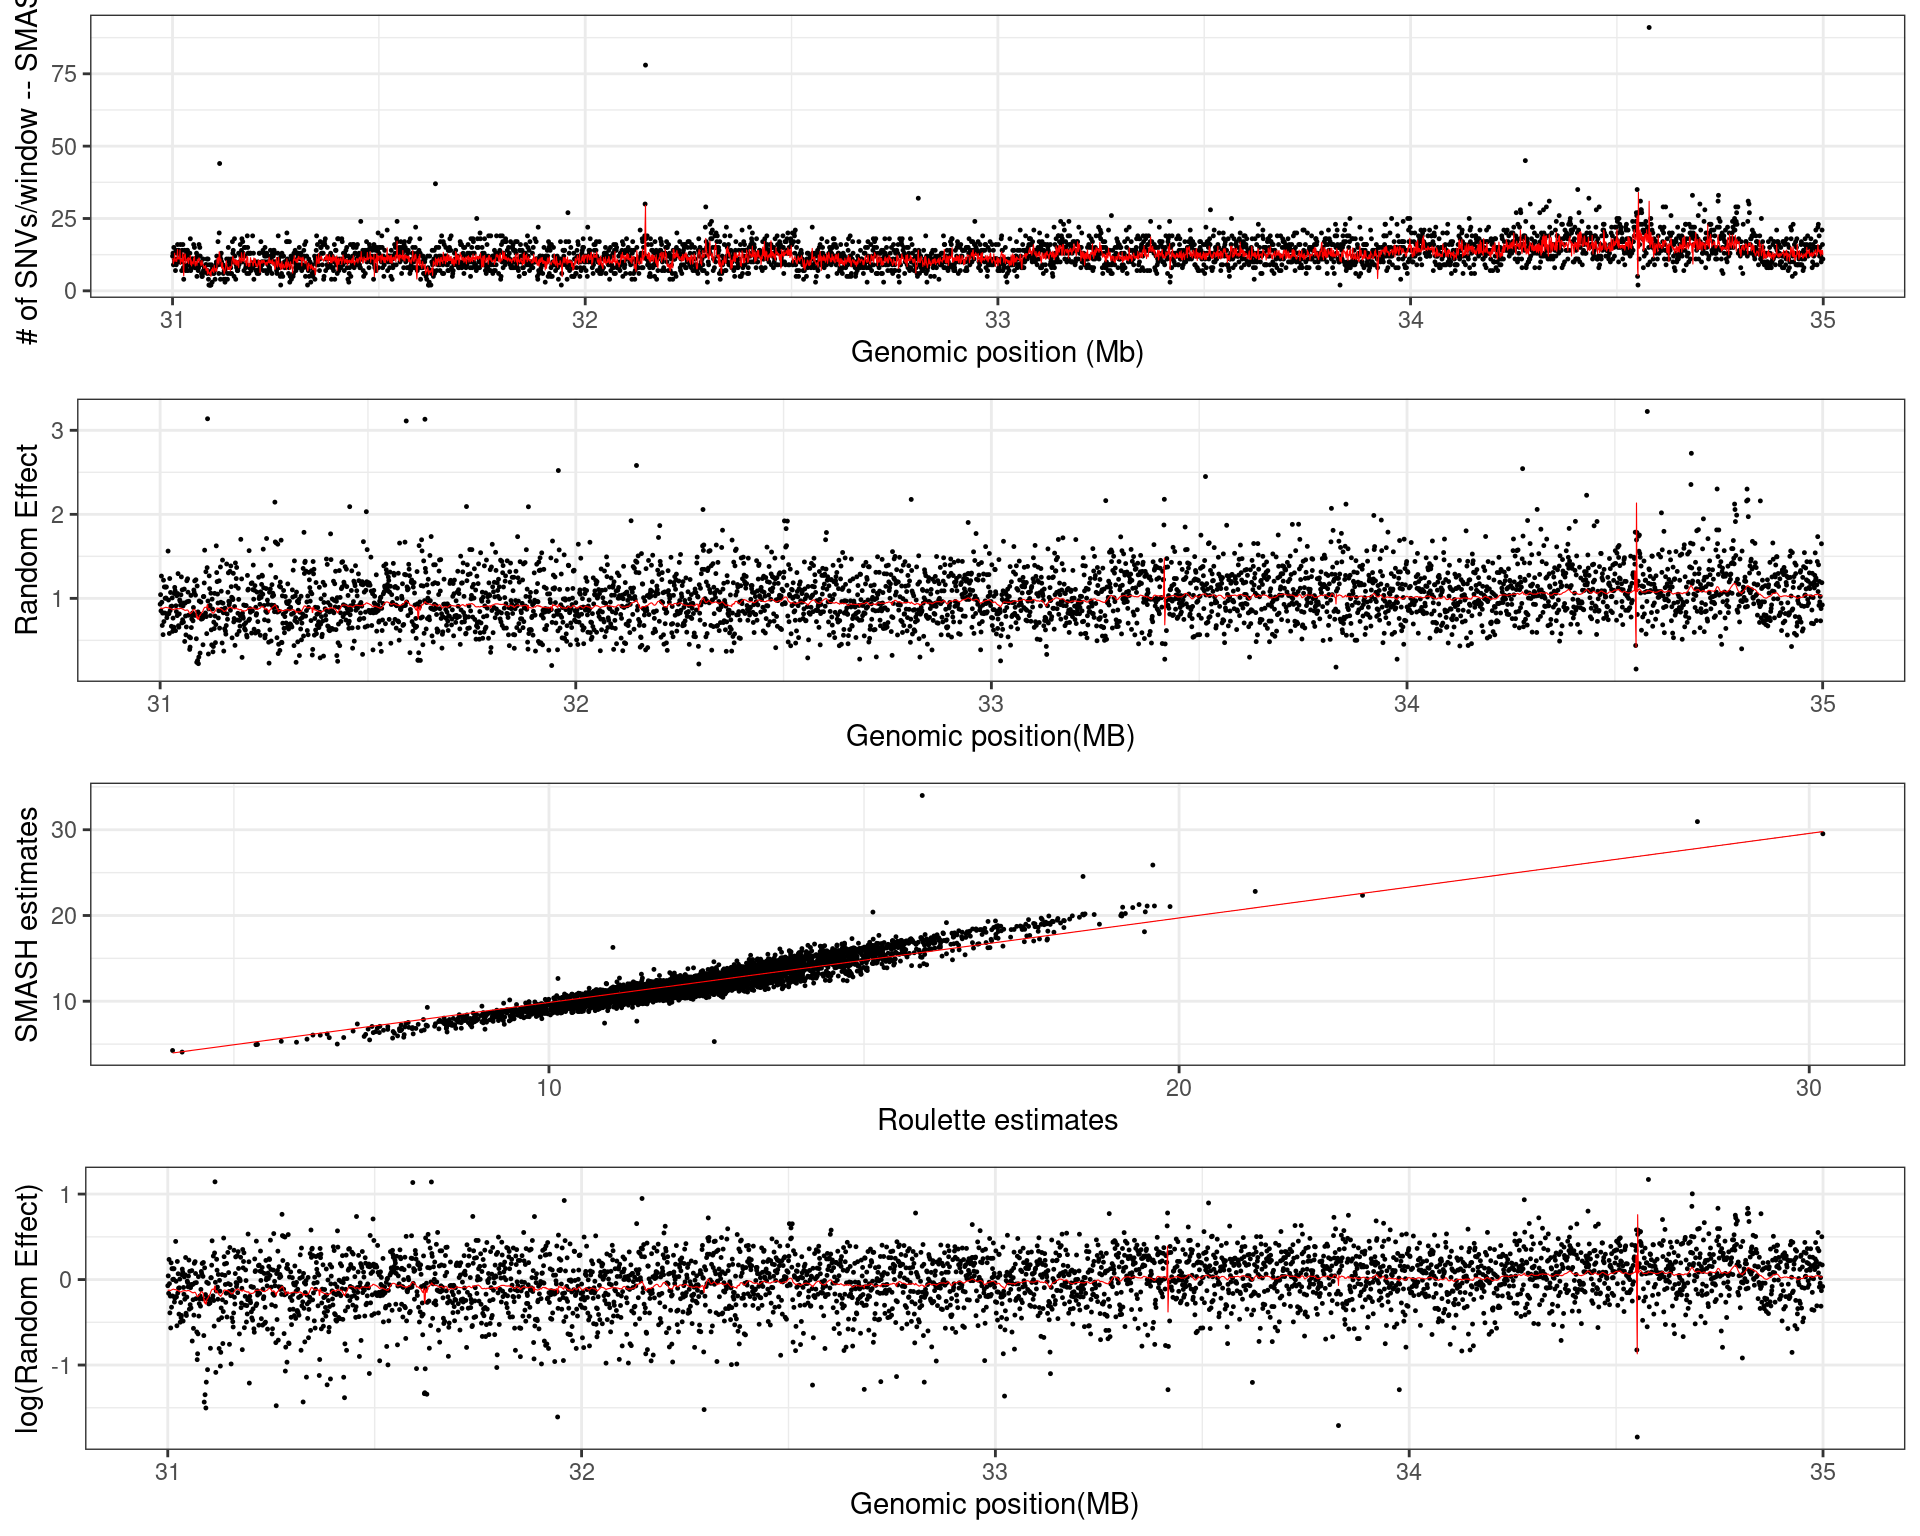 # of SNVs/window -- SMAS
75
50
25
0
31 32 33 34 35
Genomic position (Mb)
Random Effect
3
2
1
31 32 33 34 35
Genomic position(MB)
SMASH estimates
30
20
10
10 20 30
Roulette estimates
log(Random Effect)
1
0
-1
31 32 33 34 35
Genomic position(MB)